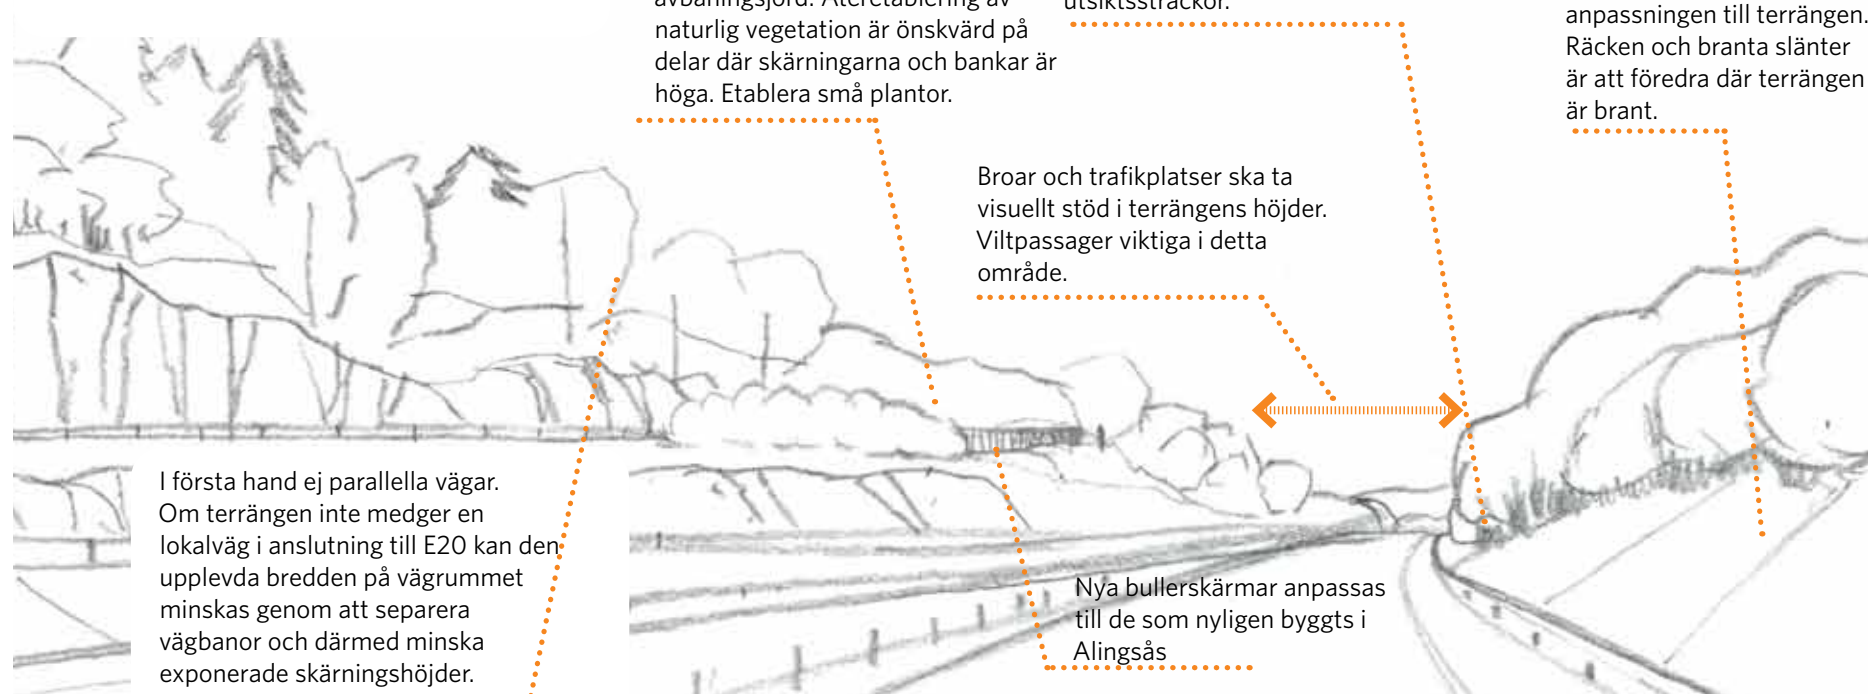 avbaningsjord. Återetablering av
naturlig vegetation är önskvärd på
delar där skärningarna och bankar är
höga. Etablera små plantor.
utsiktssträckor.
anpassningen till terrängen.
Räcken och branta slänter
är att föredra där terrängen
är brant.
Broar och trafikplatser ska ta
visuellt stöd i terrängens höjder.
Viltpassager viktiga i detta
område.
I första hand ej parallella vägar.
Om terrängen inte medger en
lokalväg i anslutning till E20 kan den
upplevda bredden på vägrummet
minskas genom att separera
vägbanor och därmed minska
exponerade skärningshöjder.
Nya bullerskärmar anpassas
till de som nyligen byggts i
Alingsås